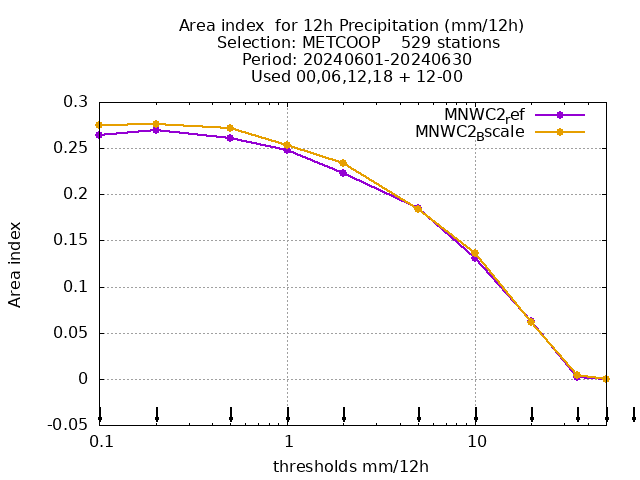 Area index  for 12h Precipitation (mm/12h)
Selection: METCOOP    529 stations
Period: 20240601-20240630
Used 00,06,12,18 + 12-00
MNWC2ref
MNWC2Bscale
0.3
0.25
0.2
0.15
0.1
0.05
0
-0.05
Area index
0.1
1
10
thresholds mm/12h